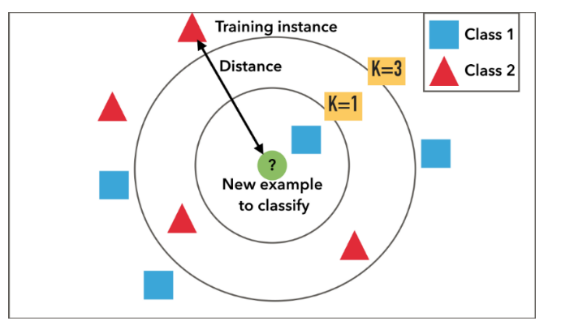 Training instance
Distance
K=3
K=1
?
New example
to classify
Class 1
Class 2